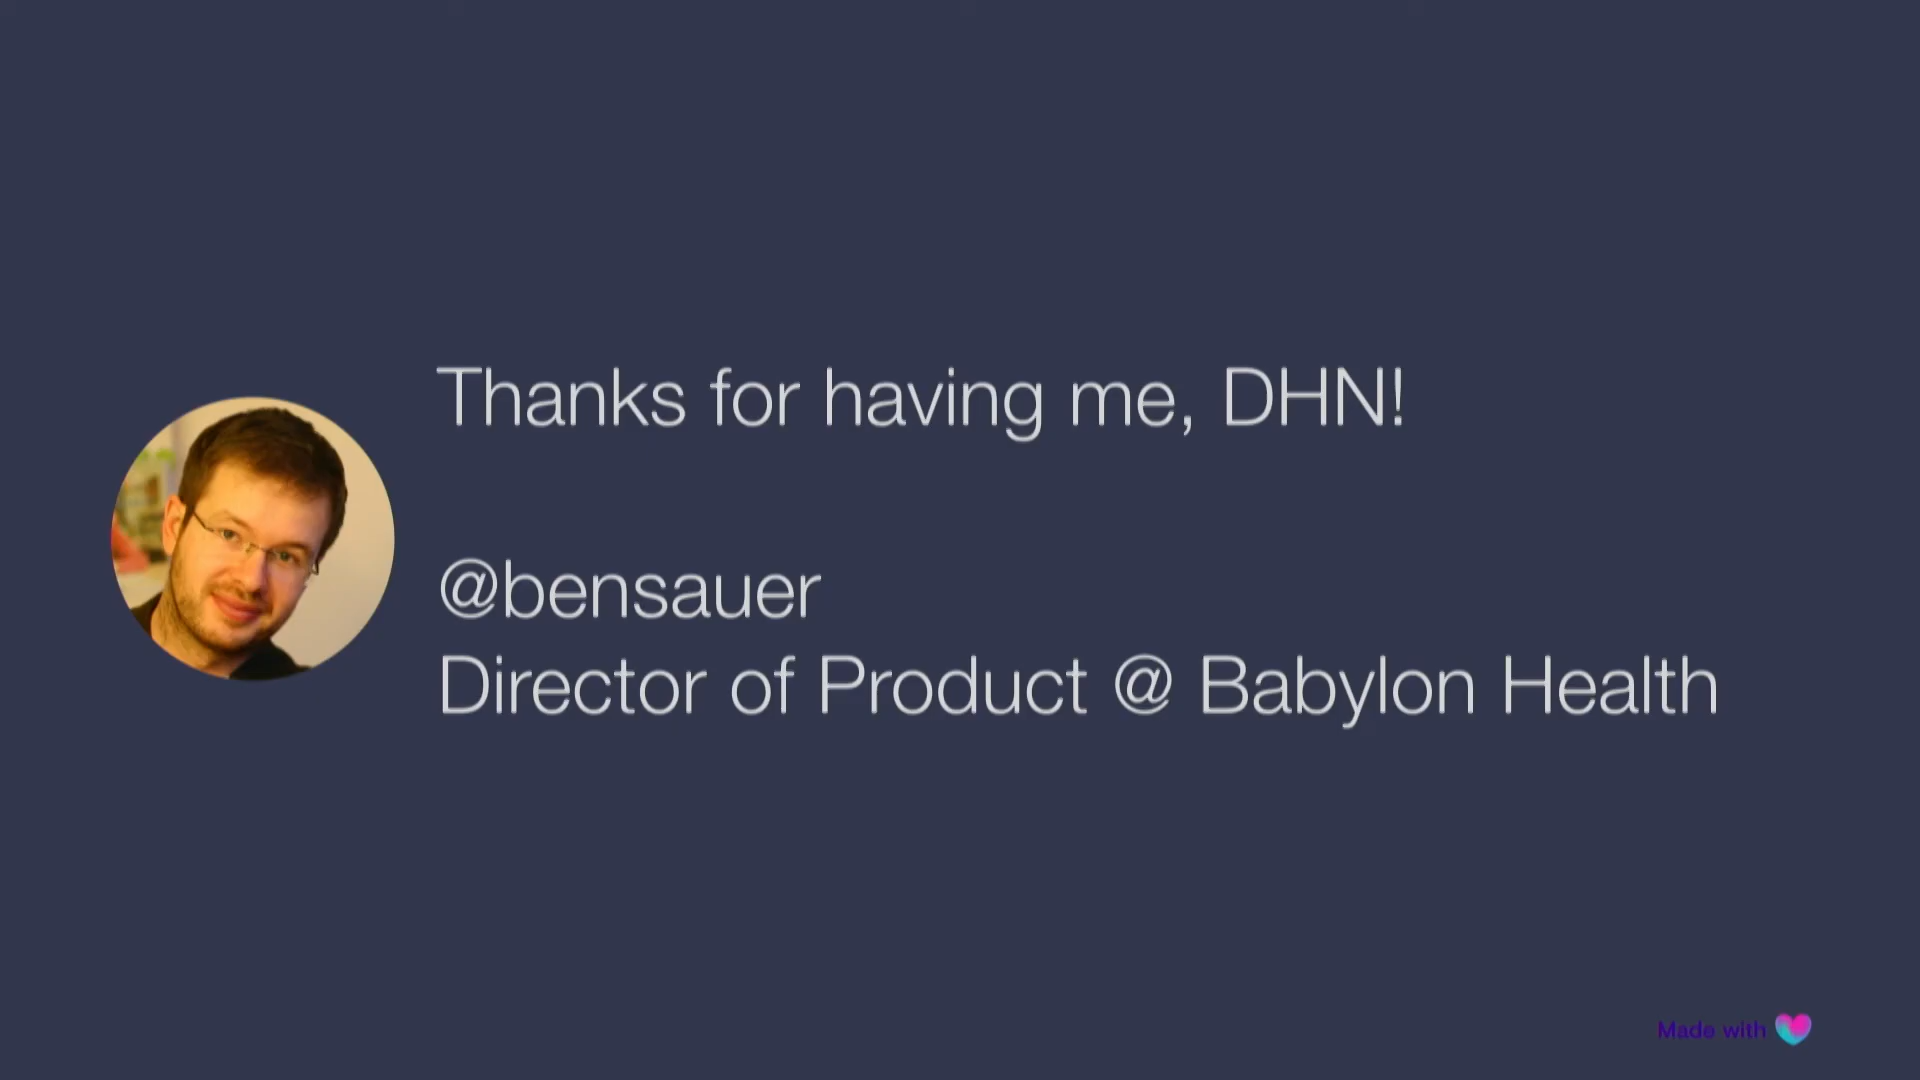 Thanks for having me, DHN!
@bensauer
Director of Product @ Babylon Health
Made with